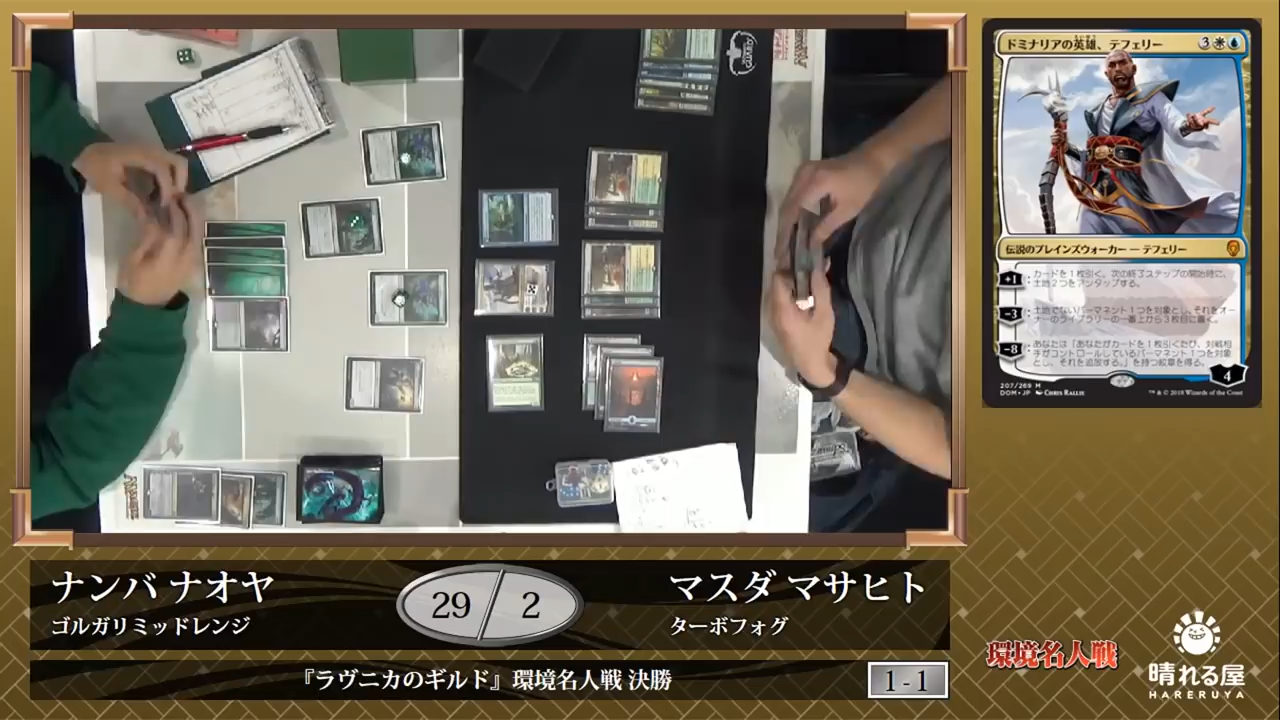 ドミナリアの英雄、テフェリー 3
伝説のプレインズウォーカー ― テフェリー
+1:カードを1枚引く。次の終了ステップの開始時に、
土地2つをアンタップする。
-3:土地でないパーマネント1つを対象とし、それをオー
ナーのライブラリーの一番上から3枚目に置く。
-8:あなたは「あなたがカードを1枚引くたび、対戦相
手がコントロールしているパーマネント1つを対象
とし、それを追放する。」を持つ紋章を得る。
4
207/269 M
DOM・JP CHRIS RALLIS
™ & © 2018 Wizards of the Coast
ナンバ ナオヤ
ゴルガリミッドレンジ
29 / 2
マスダ マサヒト
ターボフォグ
『ラヴニカのギルド』環境名人戦 決勝
1-1
環境名人戦
晴れる屋
HARERUYA